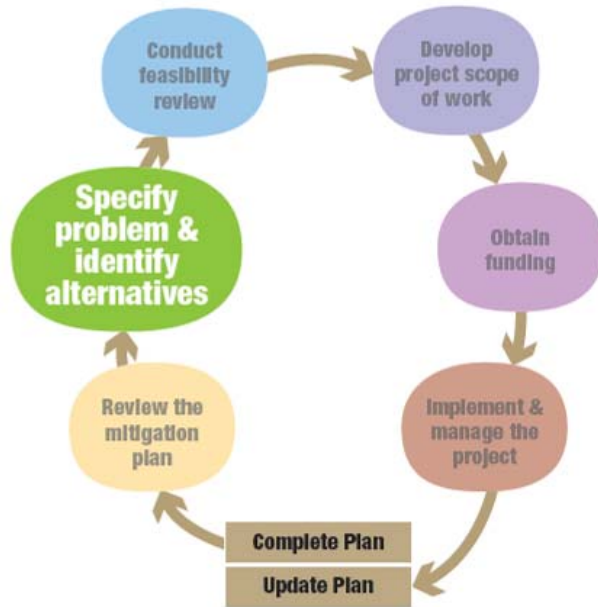 Conduct
feasibility
review
Develop
project scope
of work
Specify
problem &
identify
alternatives
Obtain
funding
Review the
mitigation
plan
Implement &
manage the
project
Complete Plan
Update Plan